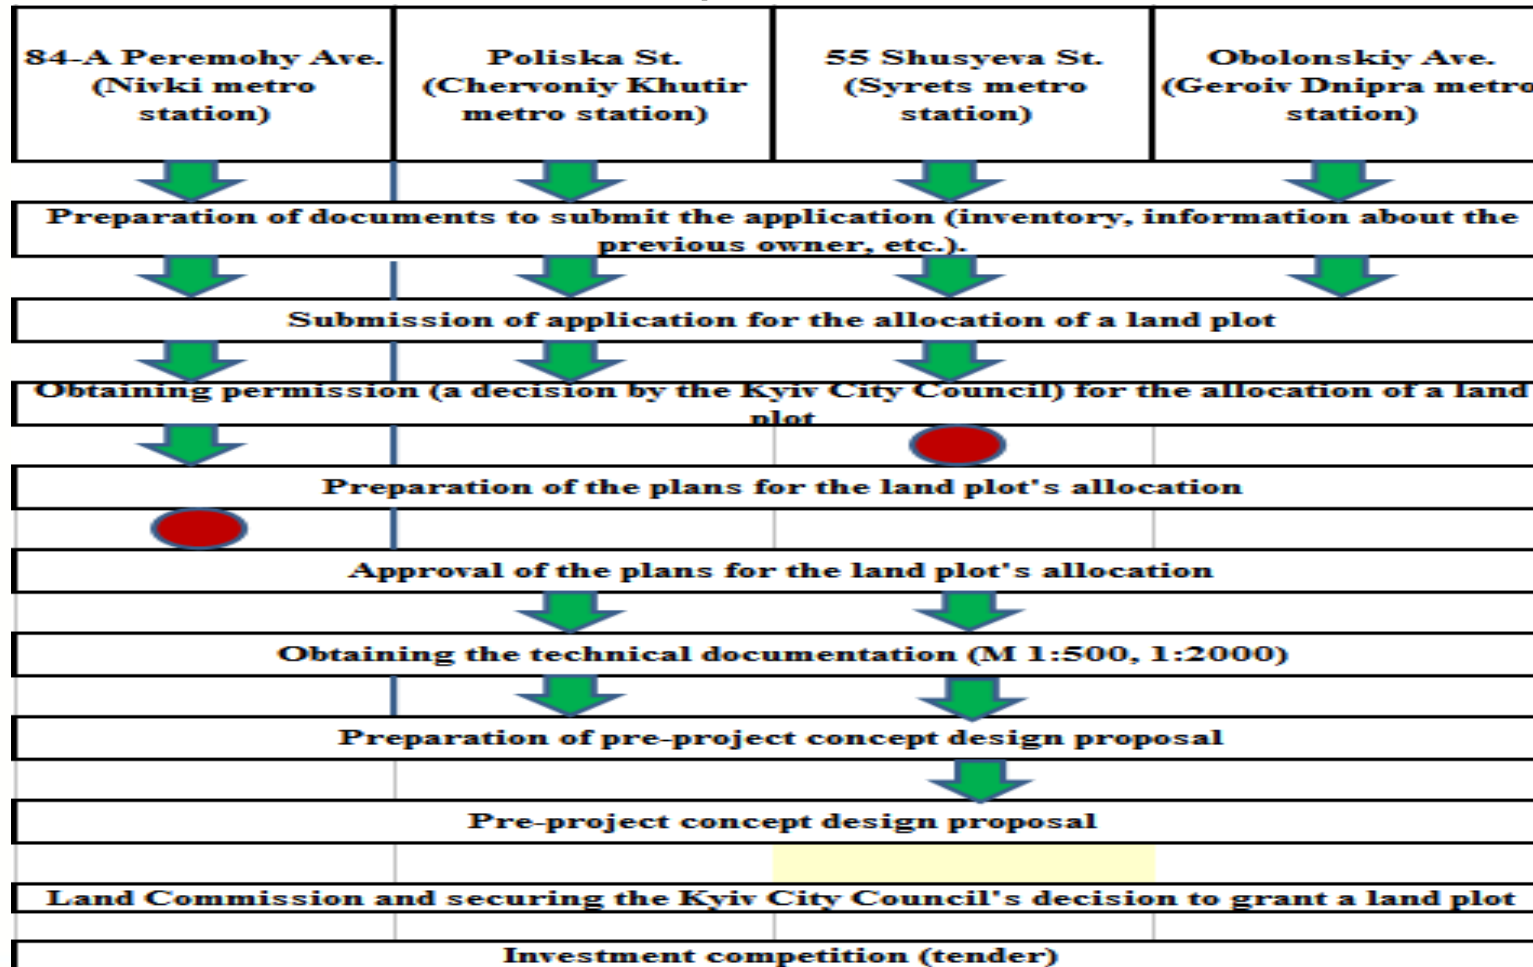 84-A Peremohy Ave.
(Nivki metro
station)
Poliska St.
(Chervoniy Khutir
metro station)
55 Shusyeva St.
(Syrets metro
station)
Obolonskiy Ave.
(Geroiv Dnipra metro
station)
Preparation of documents to submit the application (inventory, information about the
previous owner, etc.).
Submission of application for the allocation of a land plot
Obtaining permission (a decision by the Kyiv City Council) for the allocation of a land
plot
Preparation of the plans for the land plot's allocation
Approval of the plans for the land plot's allocation
Obtaining the technical documentation (M 1:500, 1:2000)
Preparation of pre-project concept design proposal
Pre-project concept design proposal
Land Commission and securing the Kyiv City Council's decision to grant a land plot
Investment competition (tender)